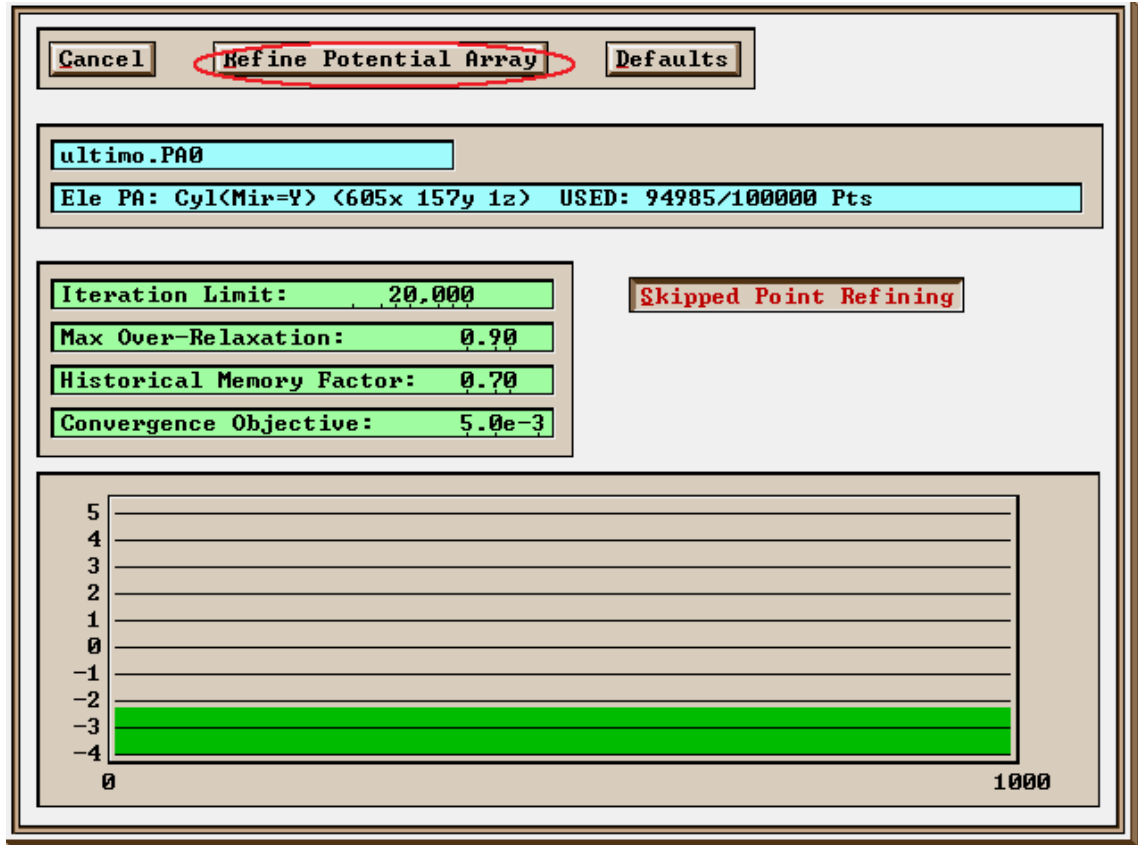 Cancel Refine Potential Array Defaults
ultimo.PA0
Ele PA: Cyl(Mir=Y) (605x 157y 1z) USED: 94985/100000 Pts
Iteration Limit: 20,000
Skipped Point Refining
Max Over-Relaxation: 0.90
Historical Memory Factor: 0.70
Convergence Objective: 5.0e-3
5
4
3
2
1
0
-1
-2
-3
-4
0 1000